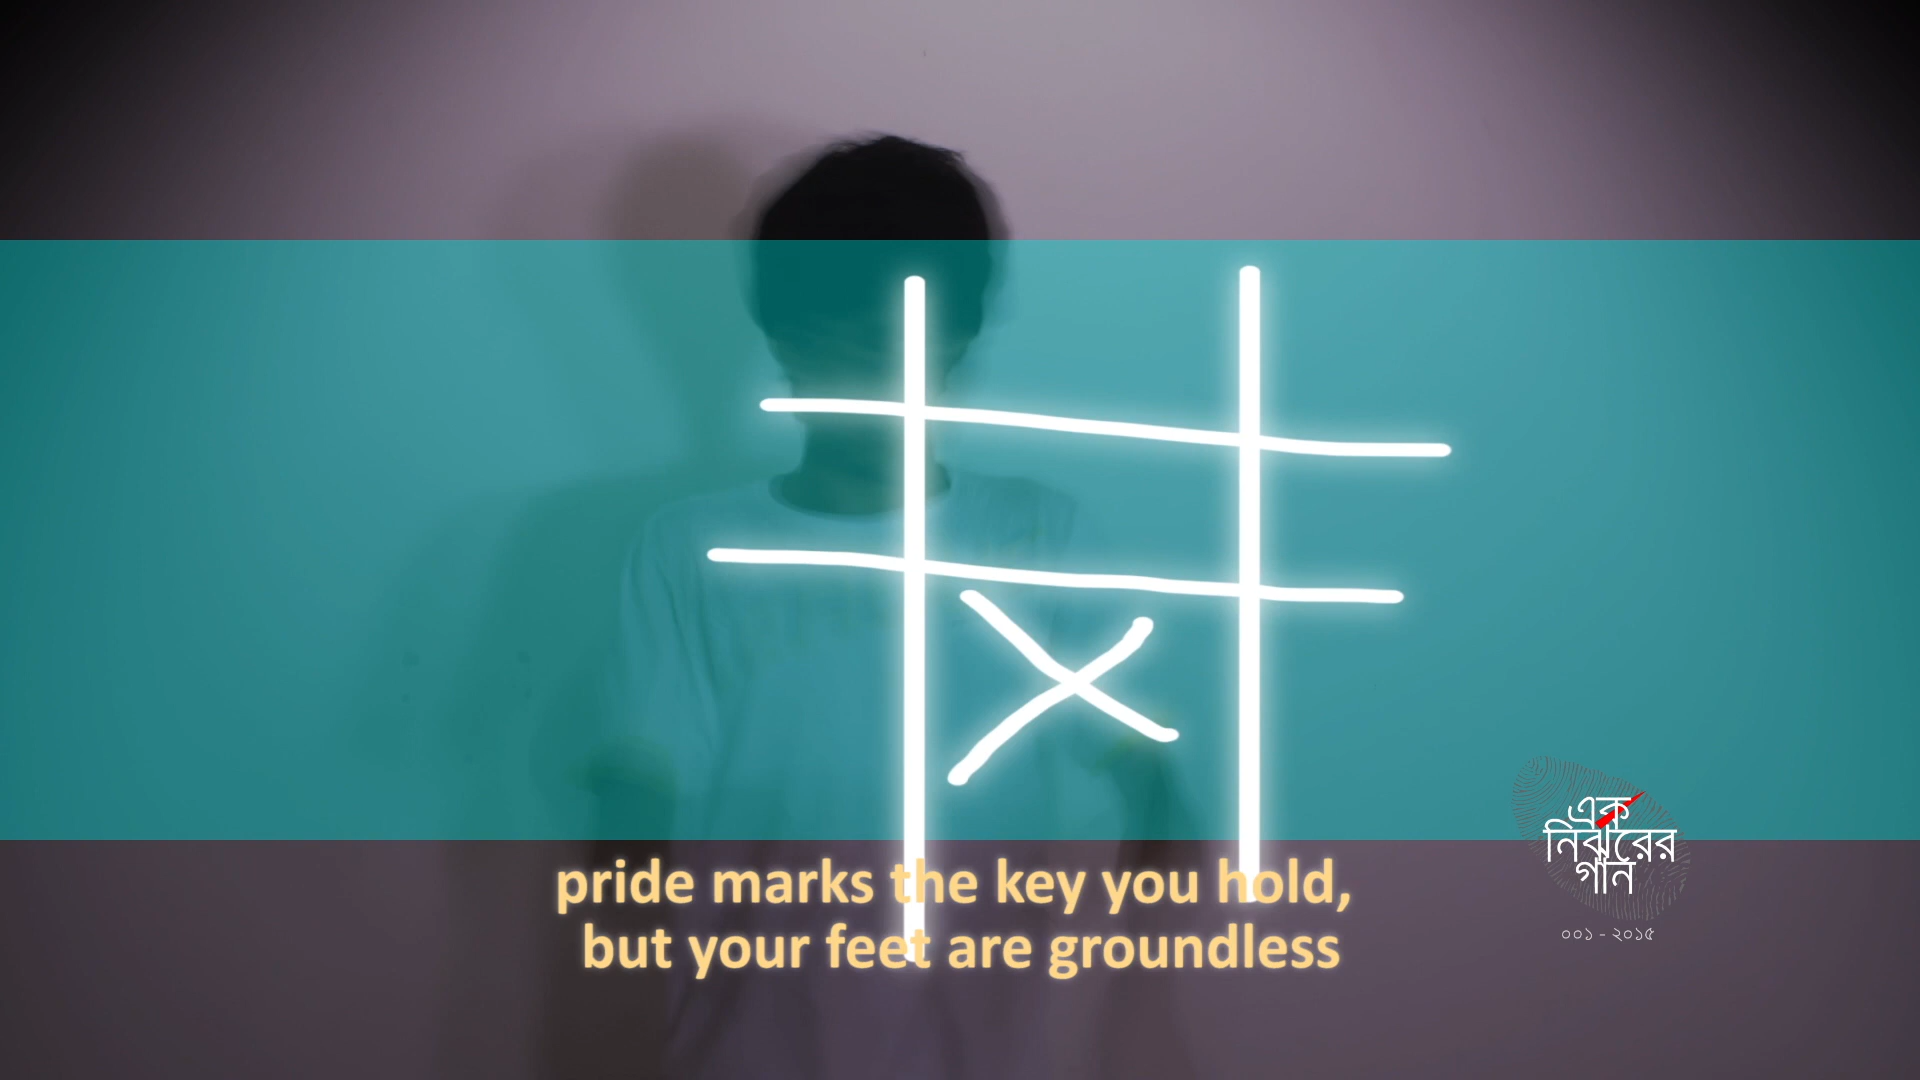 pride marks the key you hold,
but your feet are groundless
এক
নির্ঝরের
গান
০০১ - ২০১৫